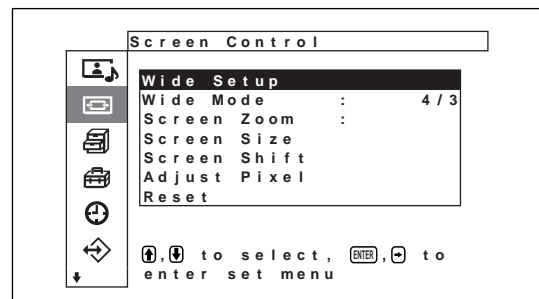 Screen Control
Wide Setup
Wide Mode : 4/3
Screen Zoom :
Screen Size
Screen Shift
Adjust Pixel
Reset
↑,↓ to select, ENTER,→ to
enter set menu